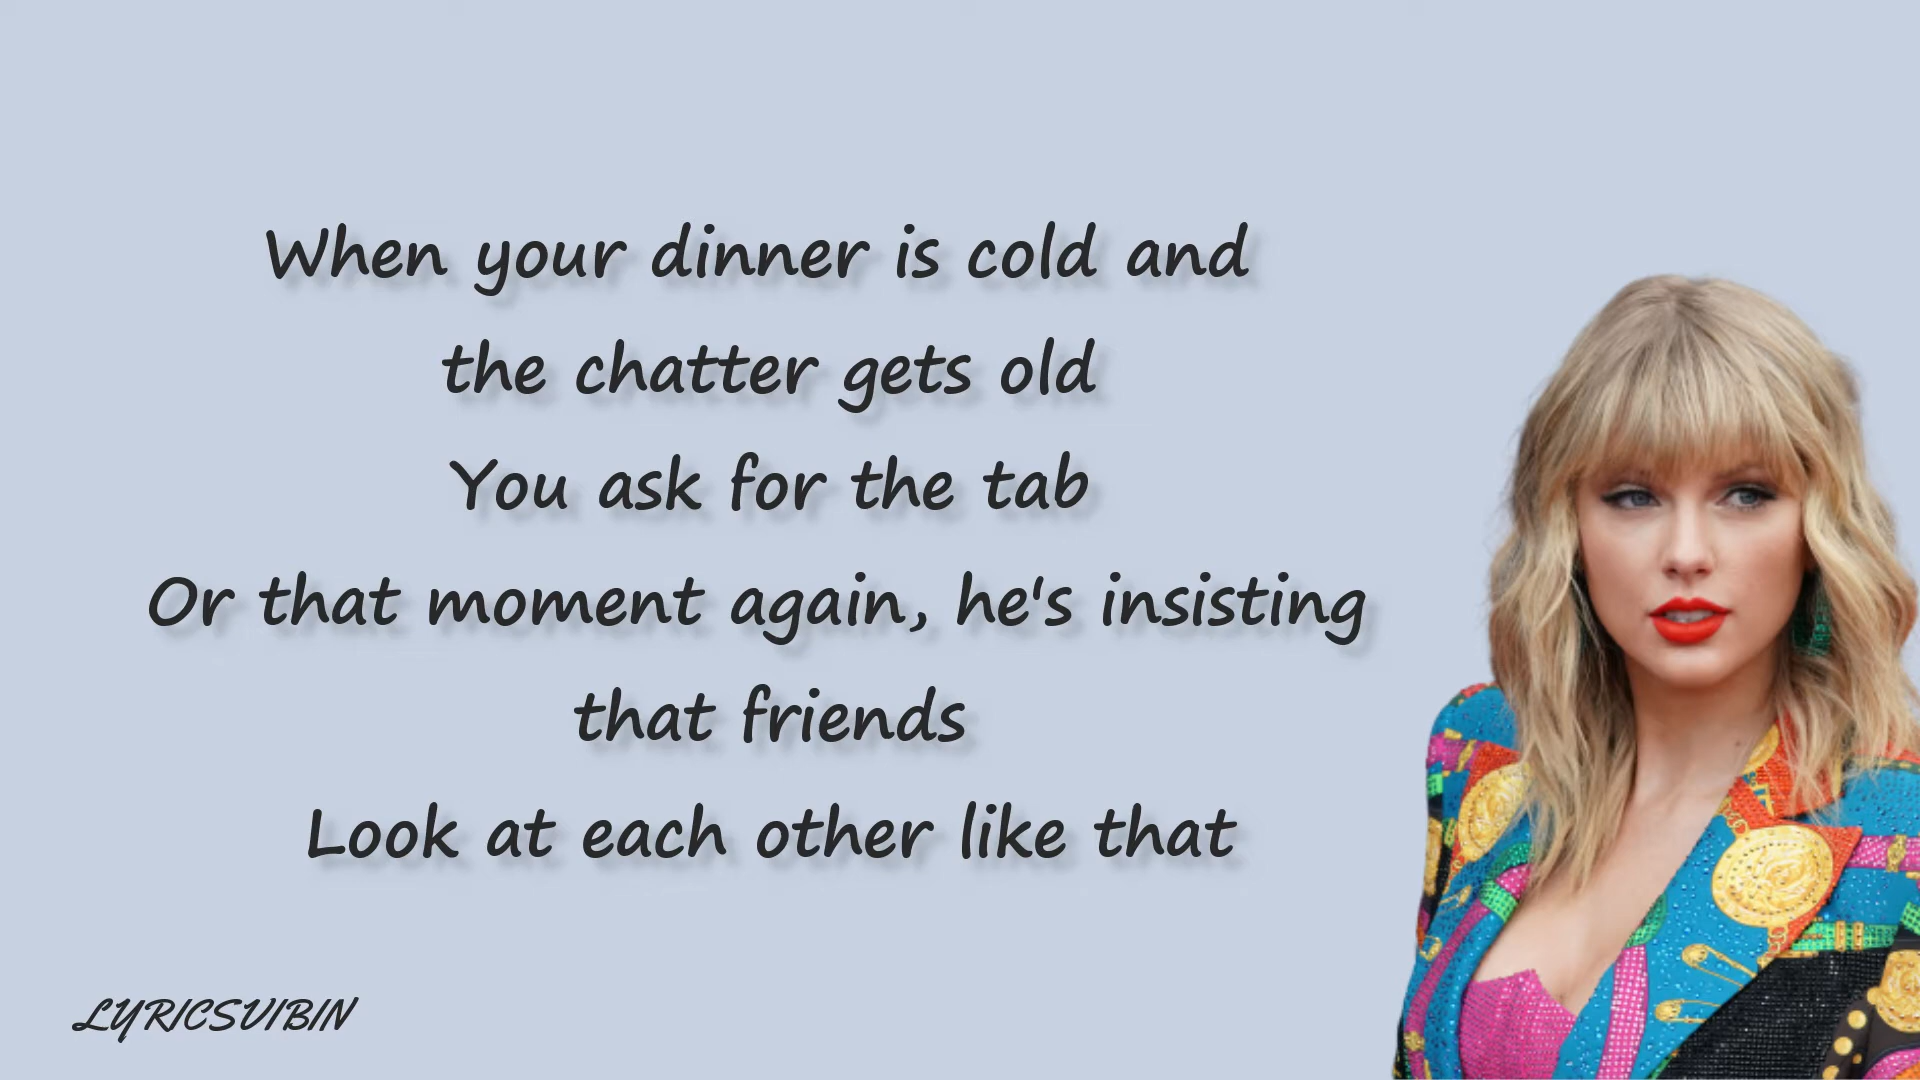 When your dinner is cold and
the chatter gets old
You ask for the tab
Or that moment again, he's insisting
that friends
Look at each other like that
LYRICSVIBIN